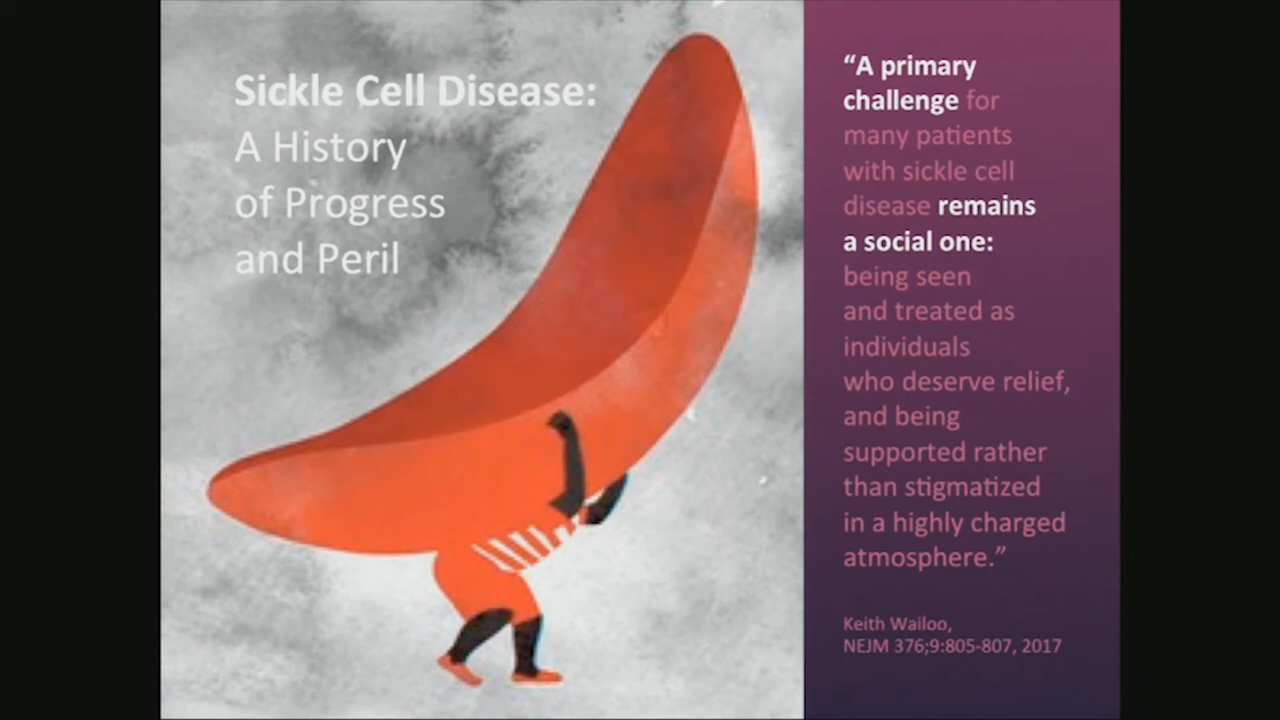 Sickle Cell Disease:
A History
of Progress
and Peril
“A primary
challenge for
many patients
with sickle cell
disease remains
a social one:
being seen
and treated as
individuals
who deserve relief,
and being
supported rather
than stigmatized
in a highly charged
atmosphere.”
Keith Wailoo,
NEJM 376;9:805-807, 2017